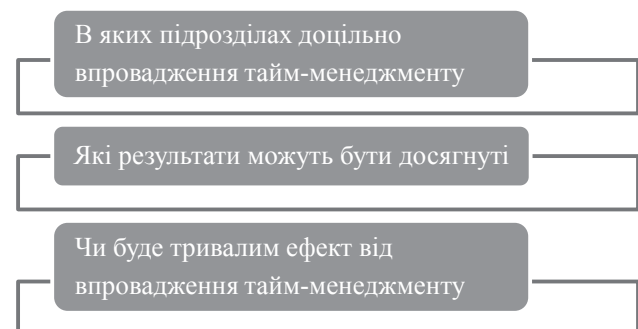 В яких підрозділах доцільно
впровадження тайм-менеджменту
Які результати можуть бути досягнуті
Чи буде тривалим ефект від
впровадження тайм-менеджменту